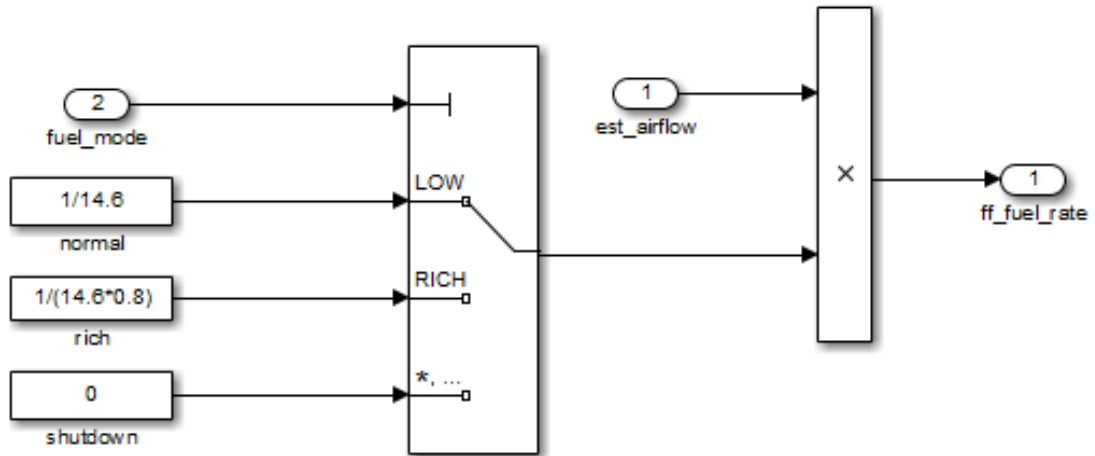 2
fuel_mode
1/14.6
normal
1/(14.6*0.8)
rich
0
shutdown
LOW
RICH
*, ...
1
est_airflow
×
1
ff_fuel_rate